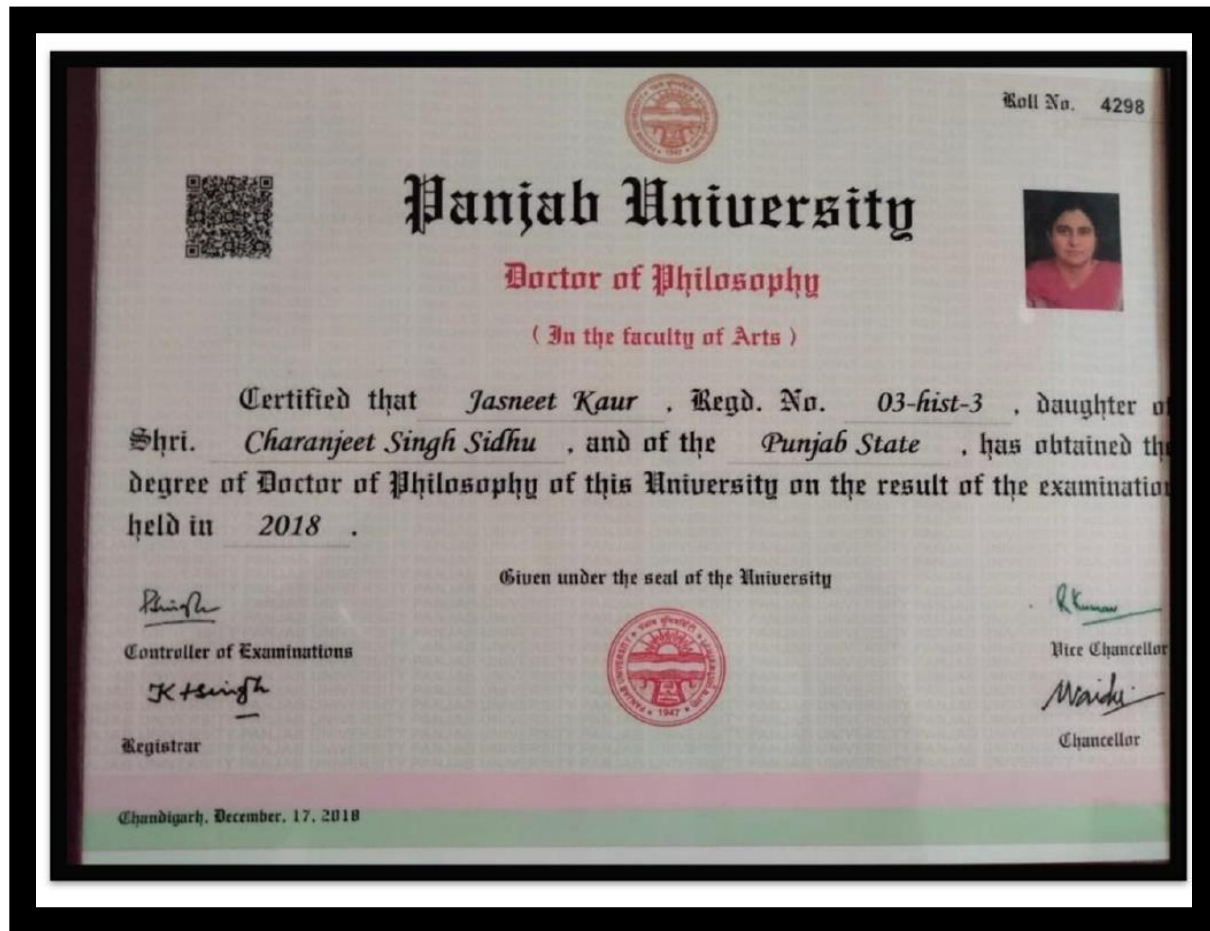 Roll No. 4298
Panjab University
Doctor of Philosophy
( In the faculty of Arts )
Certified that Jasneet Kaur , Regd. No. 03-hist-3 , daughter of
Shri. Charanjeet Singh Sidhu , and of the Punjab State , has obtained the
degree of Doctor of Philosophy of this University on the result of the examination
held in 2018 .
Given under the seal of the University
Controller of Examinations
Vice Chancellor
Registrar
Chancellor
PANJAB UNIVERSITY
1947
Chandigarh, December, 17, 2018